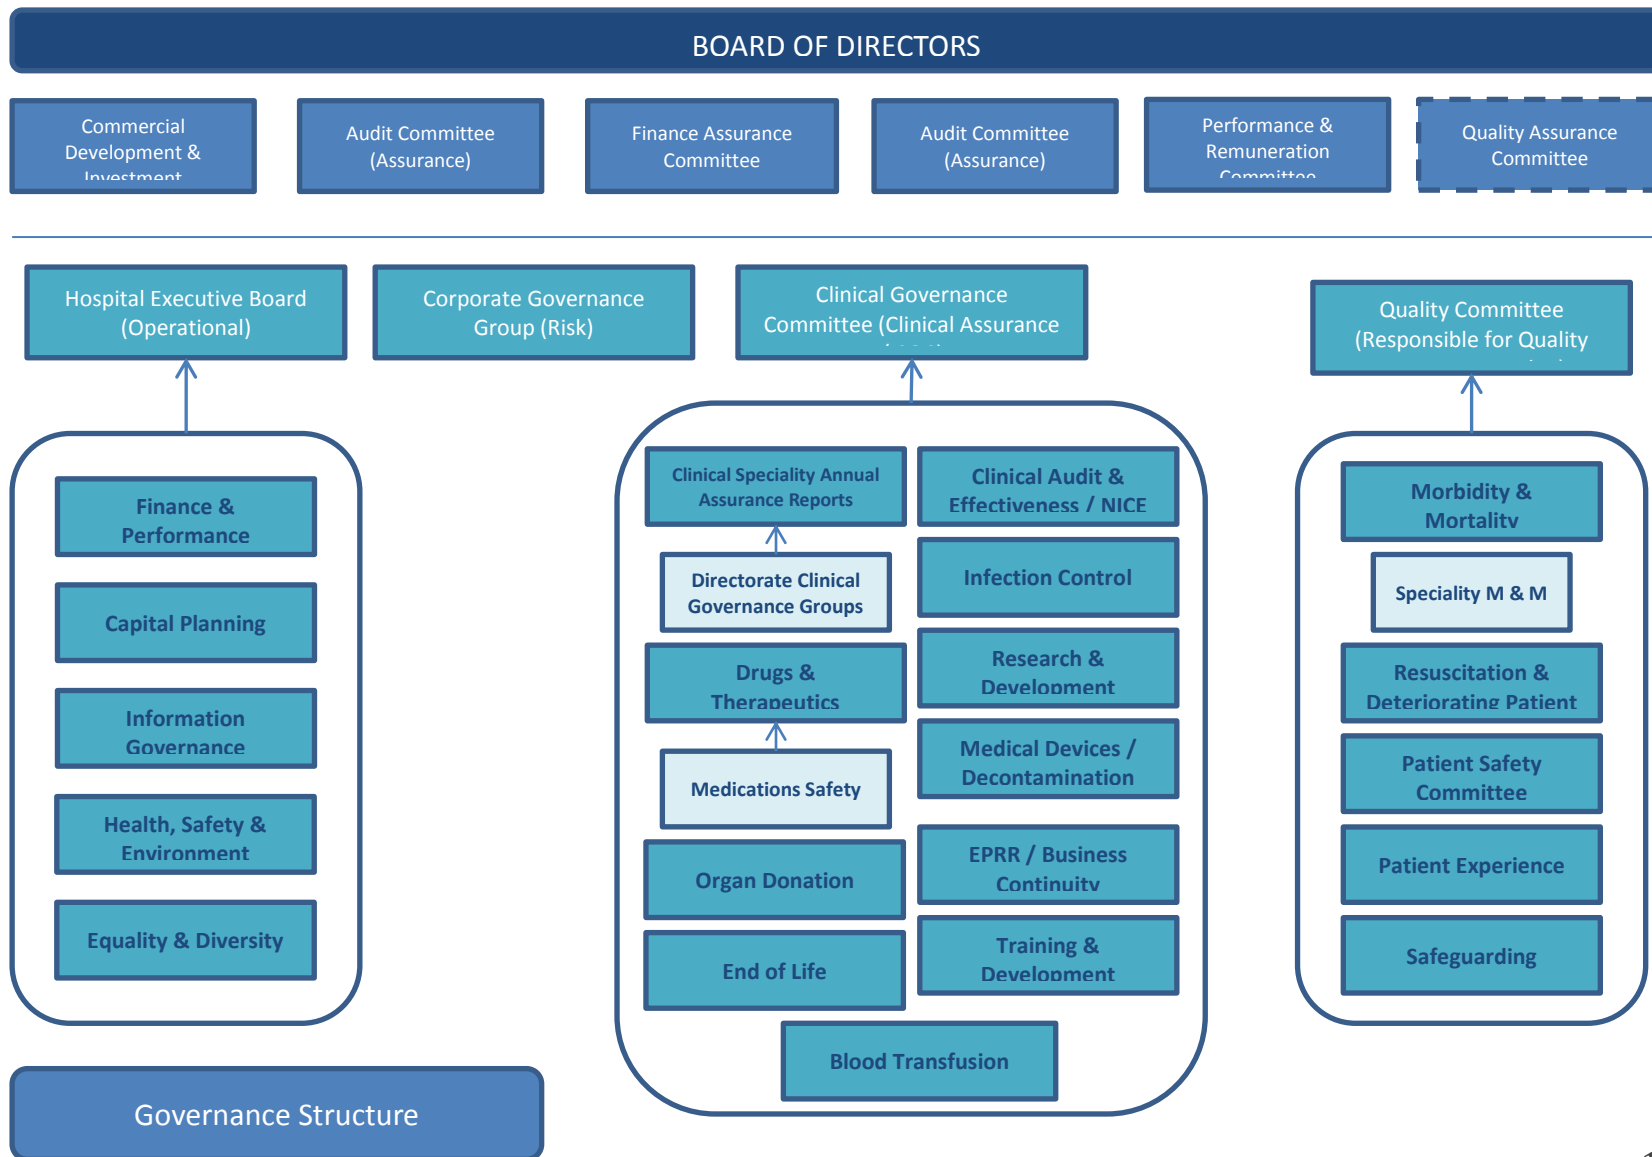 BOARD OF DIRECTORS
Commercial
Development &
Investment
Audit Committee
(Assurance)
Finance Assurance
Committee
Audit Committee
(Assurance)
Performance &
Remuneration
Committee
Quality Assurance
Committee
Hospital Executive Board
(Operational)
Corporate Governance
Group (Risk)
Clinical Governance
Committee (Clinical Assurance
Quality Committee
(Responsible for Quality
Finance &
Performance
Capital Planning
Information
Governance
Health, Safety &
Environment
Equality & Diversity
Clinical Speciality Annual
Assurance Reports
Directorate Clinical
Governance Groups
Drugs &
Therapeutics
Medications Safety
Organ Donation
End of Life
Clinical Audit &
Effectiveness / NICE
Infection Control
Research &
Development
Medical Devices /
Decontamination
EPRR / Business
Continuity
Training &
Development
Blood Transfusion
Morbidity &
Mortality
Speciality M & M
Resuscitation &
Deteriorating Patient
Patient Safety
Committee
Patient Experience
Safeguarding
Governance Structure